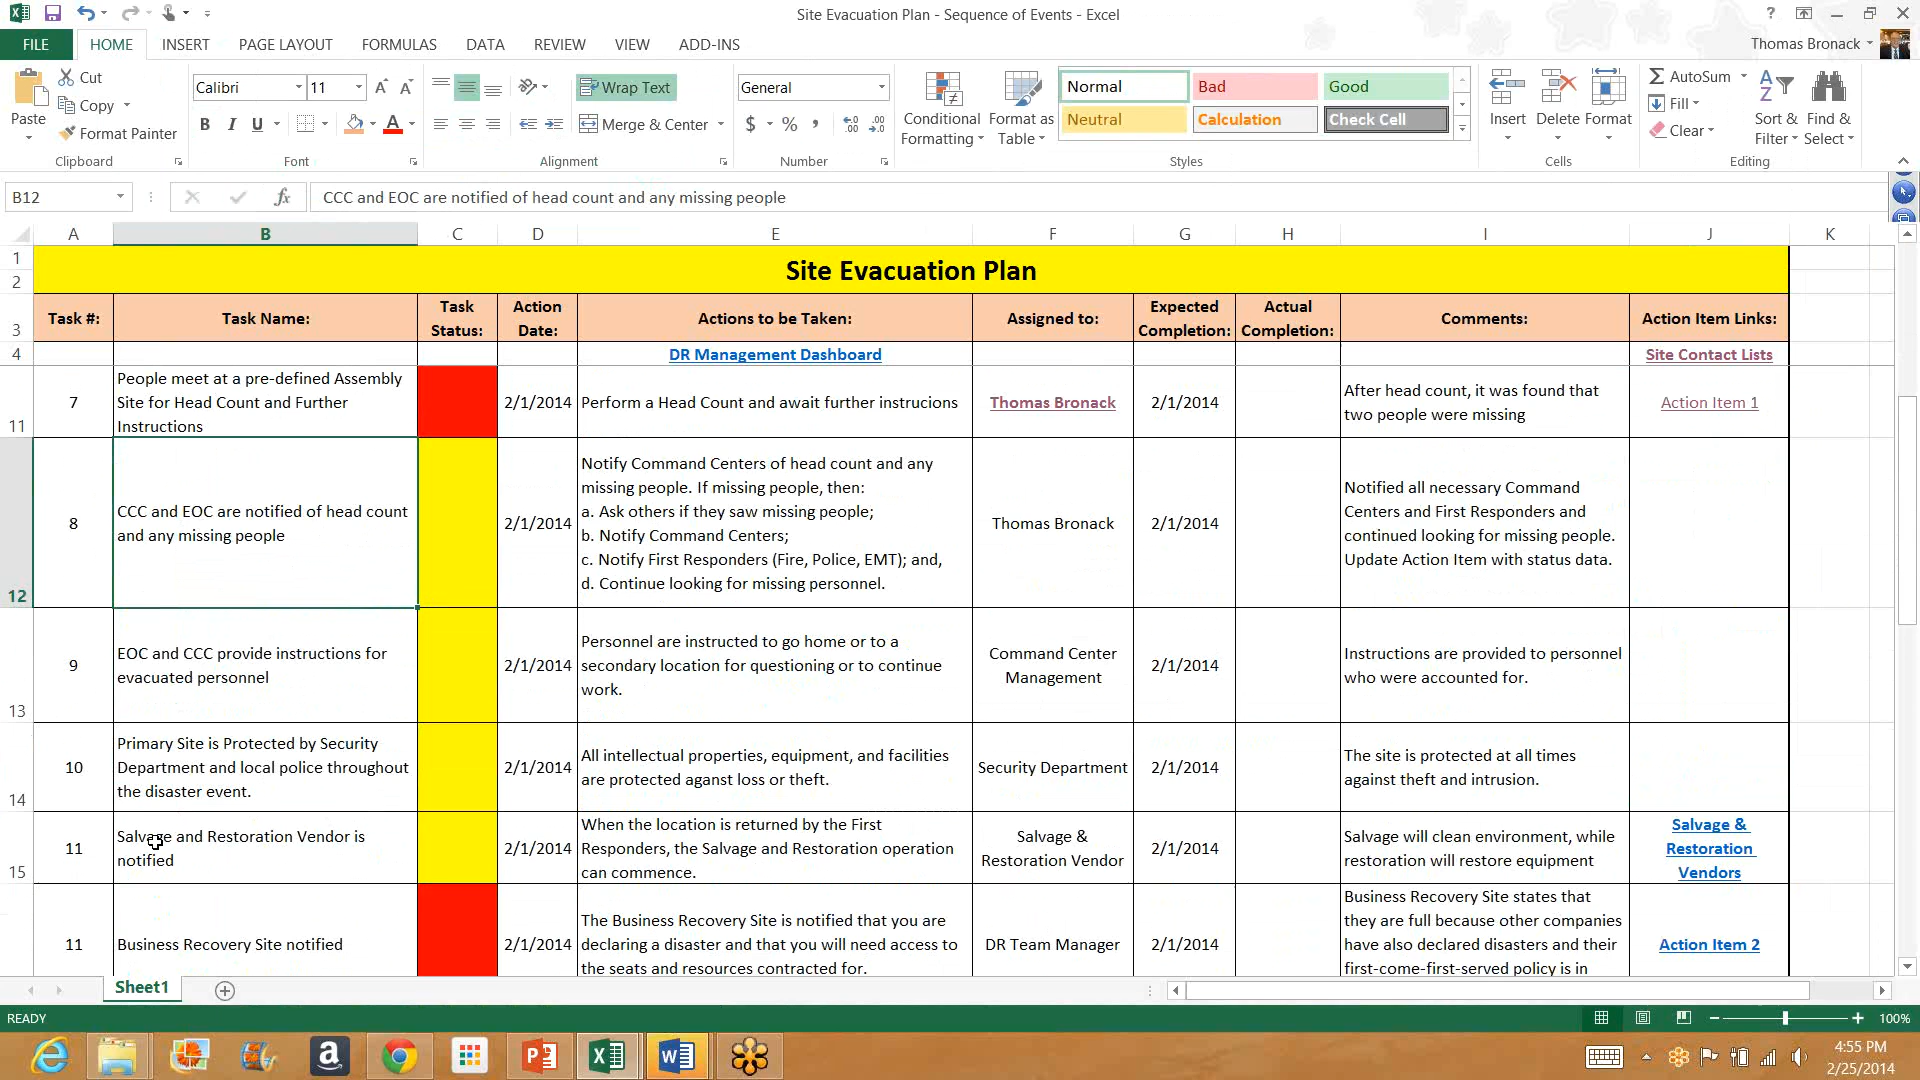 Site Evacuation Plan - Sequence of Events - Excel
?
FILE
HOME
INSERT
PAGE LAYOUT
FORMULAS
DATA
REVIEW
VIEW
ADD-INS
Thomas Bronack
Paste
Cut
Copy
Format Painter
Clipboard
Calibri
11
B I U
Font
Wrap Text
Merge & Center
Alignment
General
$ % ,
Number
Conditional
Formatting
Format as
Table
Normal
Bad
Good
Neutral
Calculation
Check Cell
Styles
Insert
Delete
Format
Cells
AutoSum
Fill
Clear
Sort &
Filter
Find &
Select
Editing
B12
fx
CCC and EOC are notified of head count and any missing people
A B C D E F G H I J K
1
2
Site Evacuation Plan
3
Task #:
Task Name:
Task
Status:
Action
Date:
Actions to be Taken:
Assigned to:
Expected
Completion:
Actual
Completion:
Comments:
Action Item Links:
4
DR Management Dashboard
Site Contact Lists
11
7
People meet at a pre-defined Assembly
Site for Head Count and Further
Instructions
2/1/2014
Perform a Head Count and await further instrucions
Thomas Bronack
2/1/2014
After head count, it was found that
two people were missing
Action Item 1
12
8
CCC and EOC are notified of head count
and any missing people
2/1/2014
Notify Command Centers of head count and any
missing people. If missing people, then:
a. Ask others if they saw missing people;
b. Notify Command Centers;
c. Notify First Responders (Fire, Police, EMT); and,
d. Continue looking for missing personnel.
Thomas Bronack
2/1/2014
Notified all necessary Command
Centers and First Responders and
continued looking for missing people.
Update Action Item with status data.
13
9
EOC and CCC provide instructions for
evacuated personnel
2/1/2014
Personnel are instructed to go home or to a
secondary location for questioning or to continue
work.
Command Center
Management
2/1/2014
Instructions are provided to personnel
who were accounted for.
14
10
Primary Site is Protected by Security
Department and local police throughout
the disaster event.
2/1/2014
All intellectual properties, equipment, and facilities
are protected aganst loss or theft.
Security Department
2/1/2014
The site is protected at all times
against theft and intrusion.
15
11
Salvage and Restoration Vendor is
notified
2/1/2014
When the location is returned by the First
Responders, the Salvage and Restoration operation
can commence.
Salvage &
Restoration Vendor
2/1/2014
Salvage will clean environment, while
restoration will restore equipment
Salvage &
Restoration
Vendors
11
Business Recovery Site notified
2/1/2014
The Business Recovery Site is notified that you are
declaring a disaster and that you will need access to
the seats and resources contracted for.
DR Team Manager
2/1/2014
Business Recovery Site states that
they are full because other companies
have also declared disasters and their
first-come-first-served policy is in
Action Item 2
Sheet1
READY
100%
4:55 PM
2/25/2014